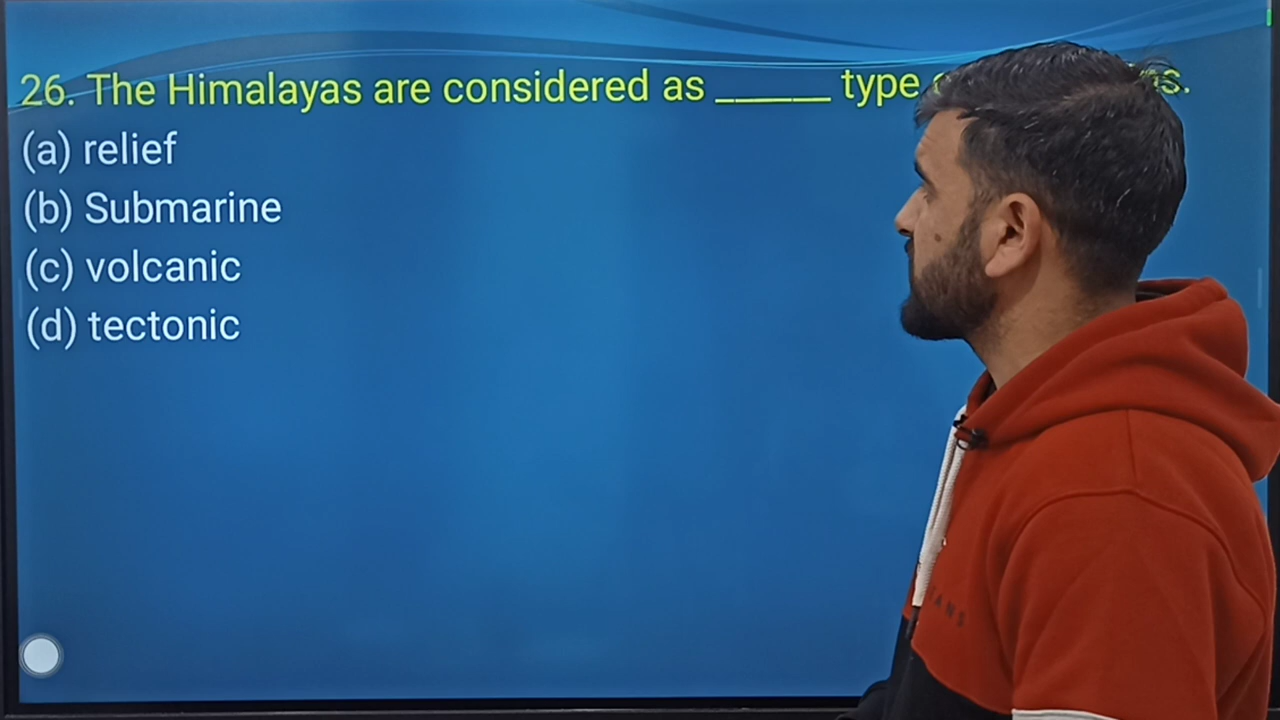 26. The Himalayas are considered as ______ type
(a) relief
(b) Submarine
(c) volcanic
(d) tectonic